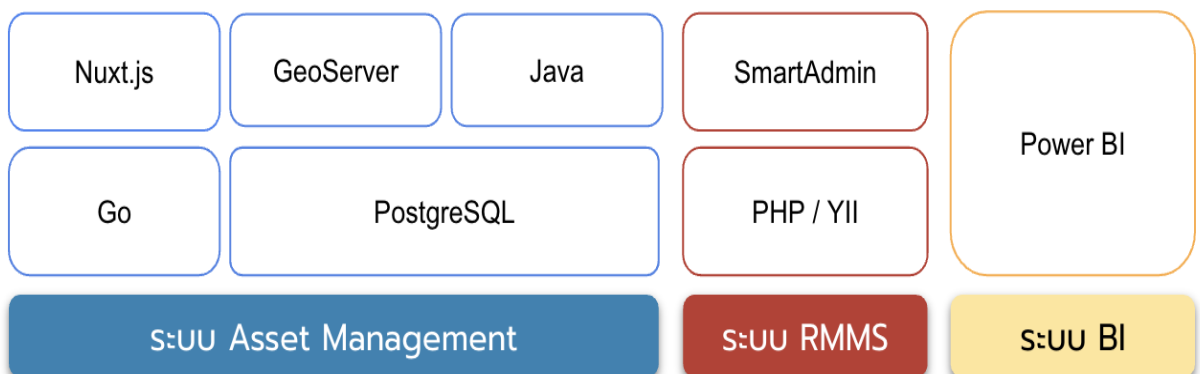 Nuxt.js
GeoServer
Java
SmartAdmin
Power BI
Go
PostgreSQL
PHP / YII
ระบบ Asset Management
ระบบ RMMS
ระบบ BI